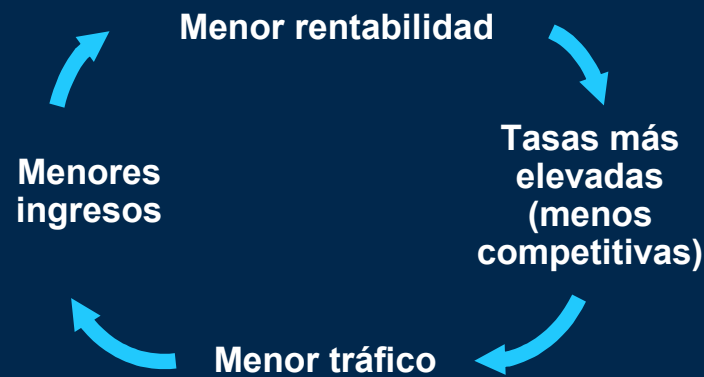 Menor rentabilidad
Tasas más
elevadas
(menos
competitivas)
Menor tráfico
Menores
ingresos